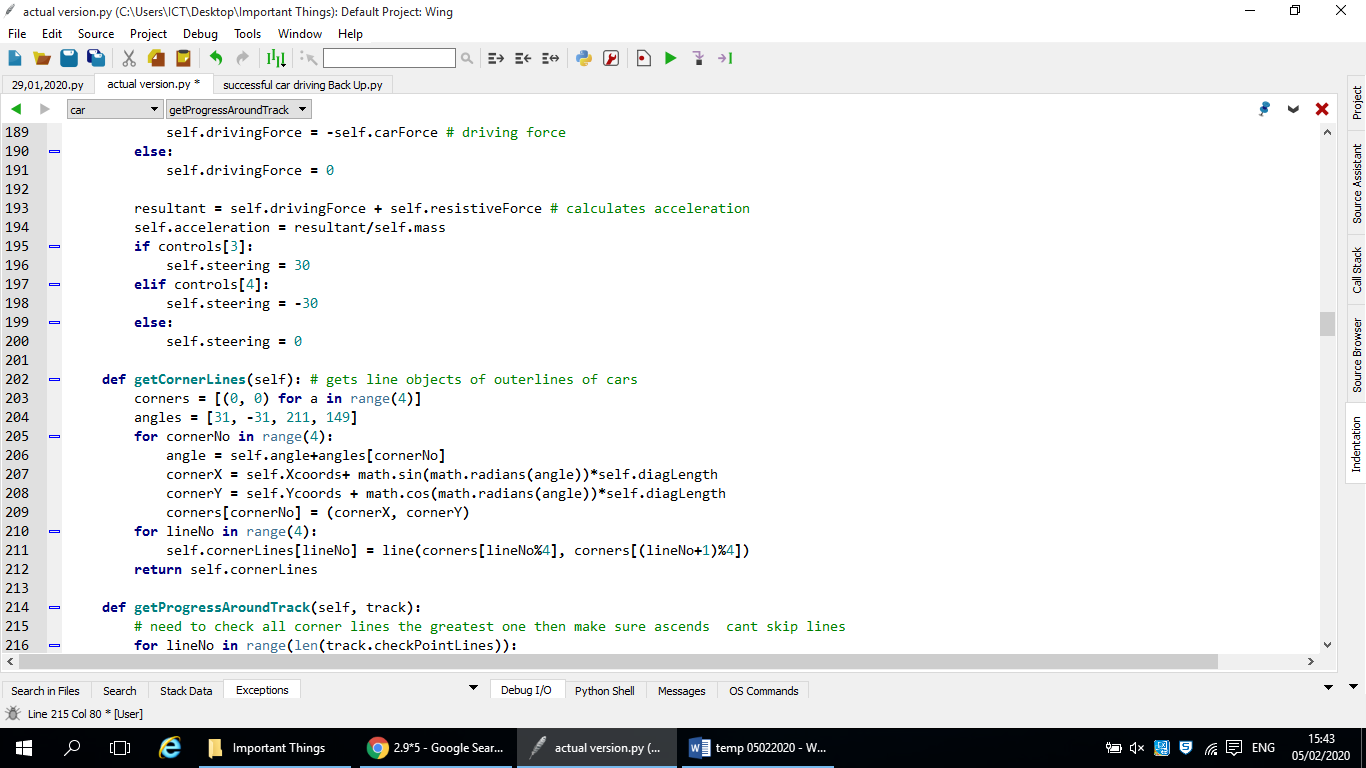 actual version.py (C:\Users\ICT\Desktop\Important Things): Default Project: Wing
File Edit Source Project Debug Tools Window Help
29,01,2020.py actual version.py * successful car driving Back Up.py
car getProgressAroundTrack
189 self.drivingForce = -self.carForce # driving force
190 else:
191 self.drivingForce = 0
192
193 resultant = self.drivingForce + self.resistiveForce # calculates acceleration
194 self.acceleration = resultant/self.mass
195 if controls[3]:
196 self.steering = 30
197 elif controls[4]:
198 self.steering = -30
199 else:
200 self.steering = 0
201
202 def getCornerLines(self): # gets line objects of outerlines of cars
203 corners = [(0, 0) for a in range(4)]
204 angles = [31, -31, 211, 149]
205 for cornerNo in range(4):
206 angle = self.angle+angles[cornerNo]
207 cornerX = self.Xcoords+ math.sin(math.radians(angle))*self.diagLength
208 cornerY = self.Ycoords + math.cos(math.radians(angle))*self.diagLength
209 corners[cornerNo] = (cornerX, cornerY)
210 for lineNo in range(4):
211 self.cornerLines[lineNo] = line(corners[lineNo%4], corners[(lineNo+1)%4])
212 return self.cornerLines
213
214 def getProgressAroundTrack(self, track):
215 # need to check all corner lines the greatest one then make sure ascends  cant skip lines
216 for lineNo in range(len(track.checkPointLines)):
Project
Source Assistant
Call Stack
Source Browser
Indentation
Search in Files Search Stack Data Exceptions Debug I/O Python Shell Messages OS Commands
Line 215 Col 80 * [User]
Important Things 2.9*5 - Google Sear... actual version.py (... temp 05022020 - W... ENG
15:43
05/02/2020